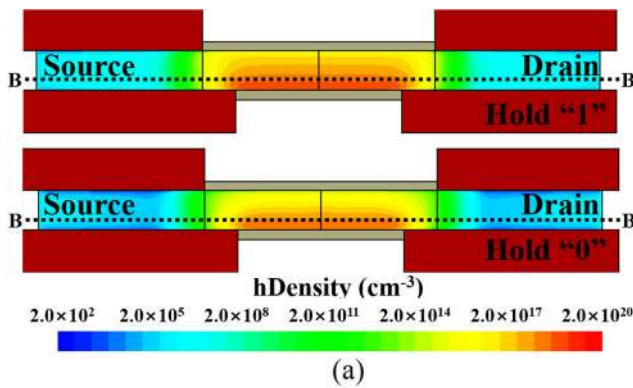 Source Drain
B B
Hold “1”
Source Drain
B B
Hold “0”
hDensity (cm⁻³)
2.0×10² 2.0×10⁵ 2.0×10⁸ 2.0×10¹¹ 2.0×10¹⁴ 2.0×10¹⁷ 2.0×10²⁰
(a)